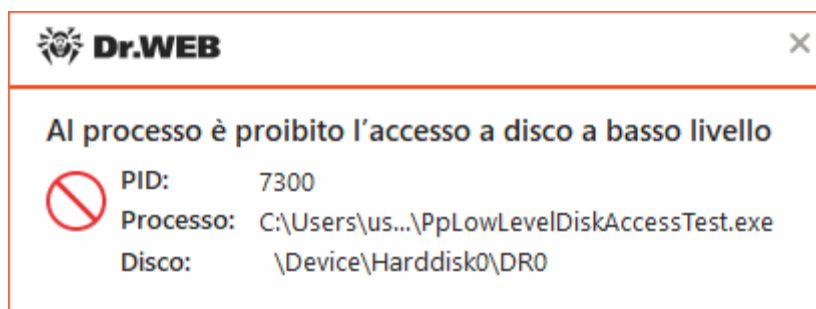 Dr.WEB
Al processo è proibito l'accesso a disco a basso livello
PID: 7300
Processo: C:\Users\us...\PpLowLevelDiskAccessTest.exe
Disco: \Device\Harddisk0\DR0